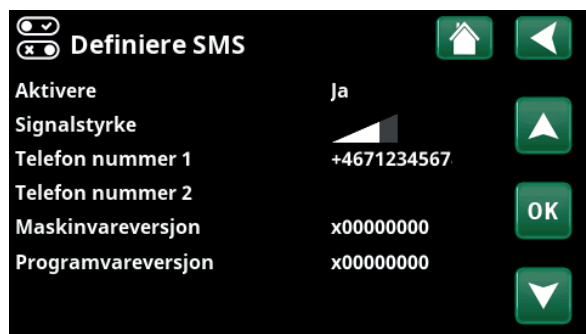 Definiere SMS
Aktivere Ja
Signalstyrke
Telefon nummer 1 +4671234567
Telefon nummer 2
Maskinvareversjon x00000000
OK
Programvareversjon x00000000